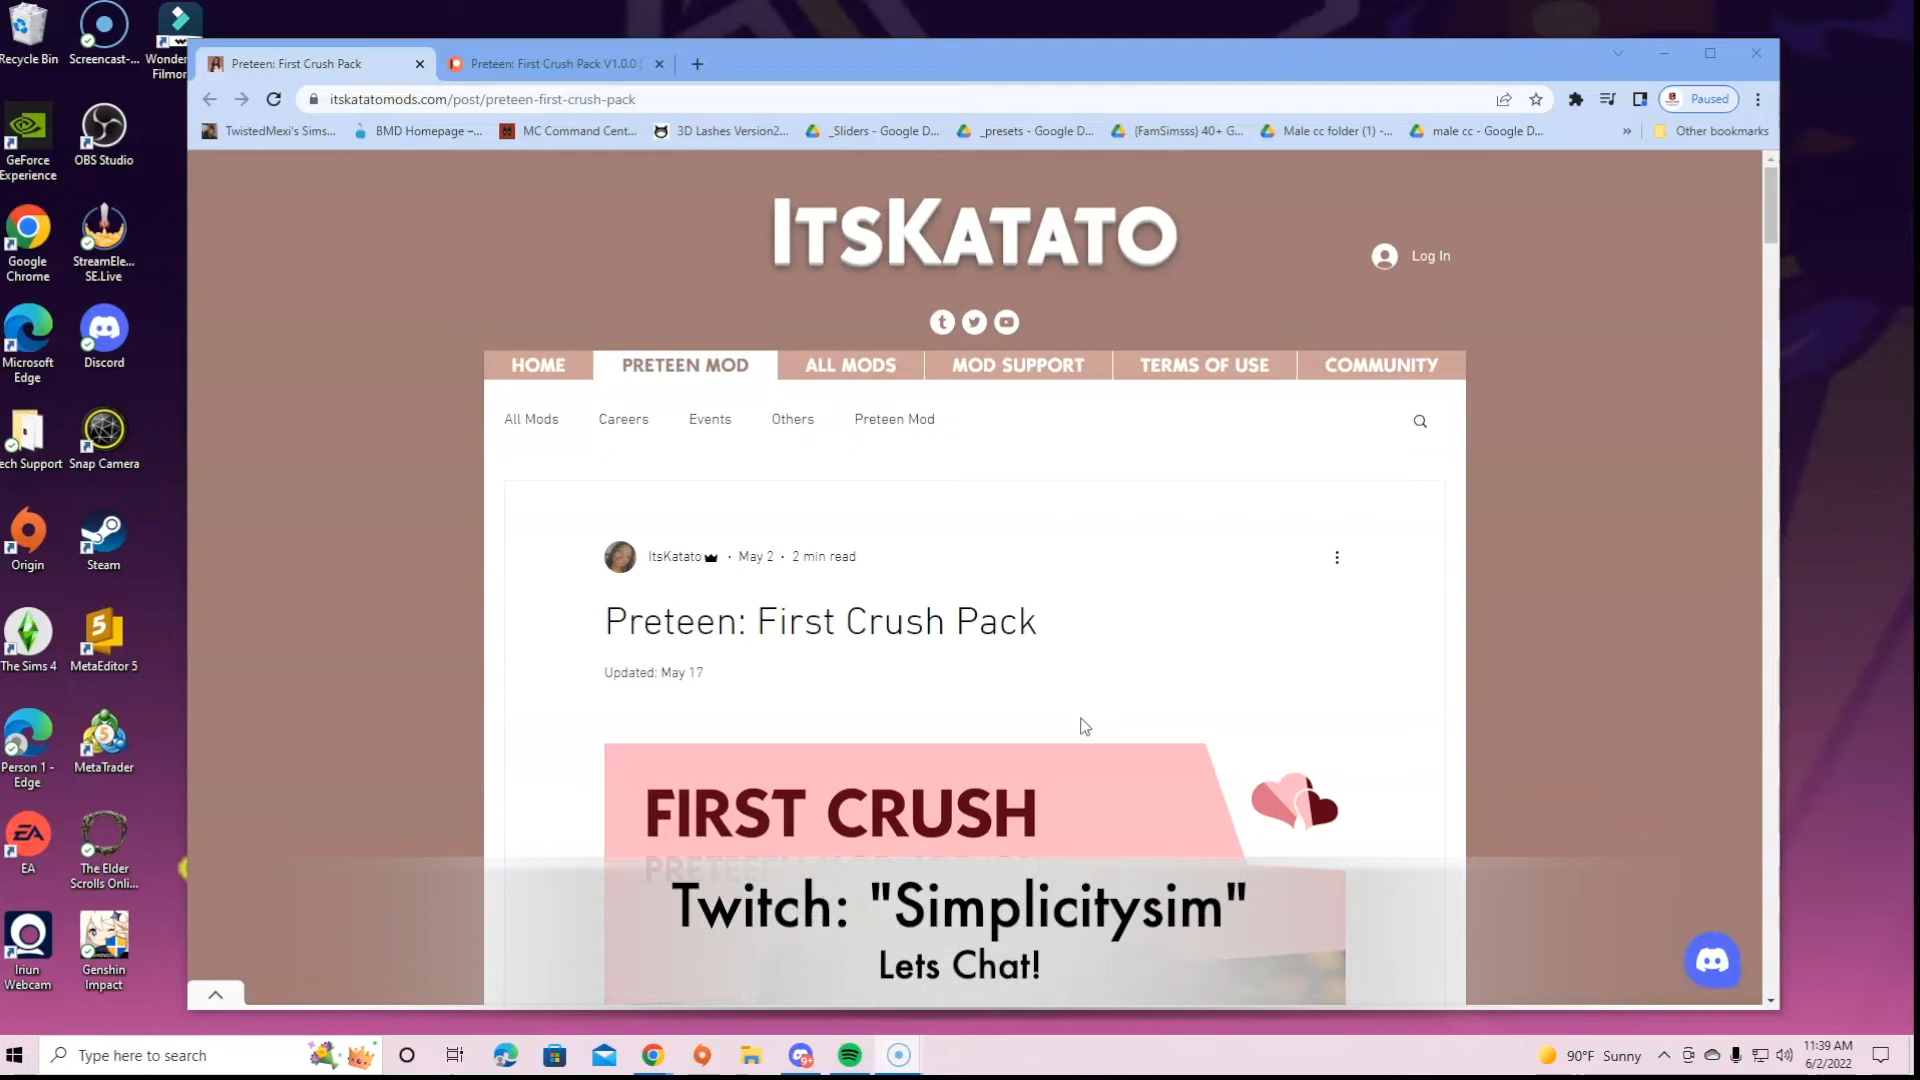 Recycle Bin
Screencast-...
Wonder
Filmor
GeForce
Experience
OBS Studio
Google
Chrome
StreamEle...
SE.Live
Microsoft
Edge
Discord
ech Support
Snap Camera
Origin
Steam
The Sims 4
MetaEditor 5
Person 1 -
Edge
MetaTrader
EA
The Elder
Scrolls Onli...
Iriun
Webcam
Genshin
Impact
Preteen: First Crush Pack
Preteen: First Crush Pack V1.0.0
itskatatomods.com/post/preteen-first-crush-pack
Paused
TwistedMexi's Sims...
BMD Homepage –...
MC Command Cent...
3D Lashes Version2...
_Sliders - Google D...
_presets - Google D...
{FamSimsss} 40+ G...
Male cc folder (1) -...
male cc - Google D...
»
Other bookmarks
ITSKATATO
Log In
HOME
PRETEEN MOD
ALL MODS
MOD SUPPORT
TERMS OF USE
COMMUNITY
All Mods
Careers
Events
Others
Preteen Mod
ItsKatato · May 2 · 2 min read
Preteen: First Crush Pack
Updated: May 17
FIRST CRUSH
Twitch: "Simplicitysim"
Lets Chat!
Type here to search
9+
90°F Sunny
11:39 AM
6/2/2022